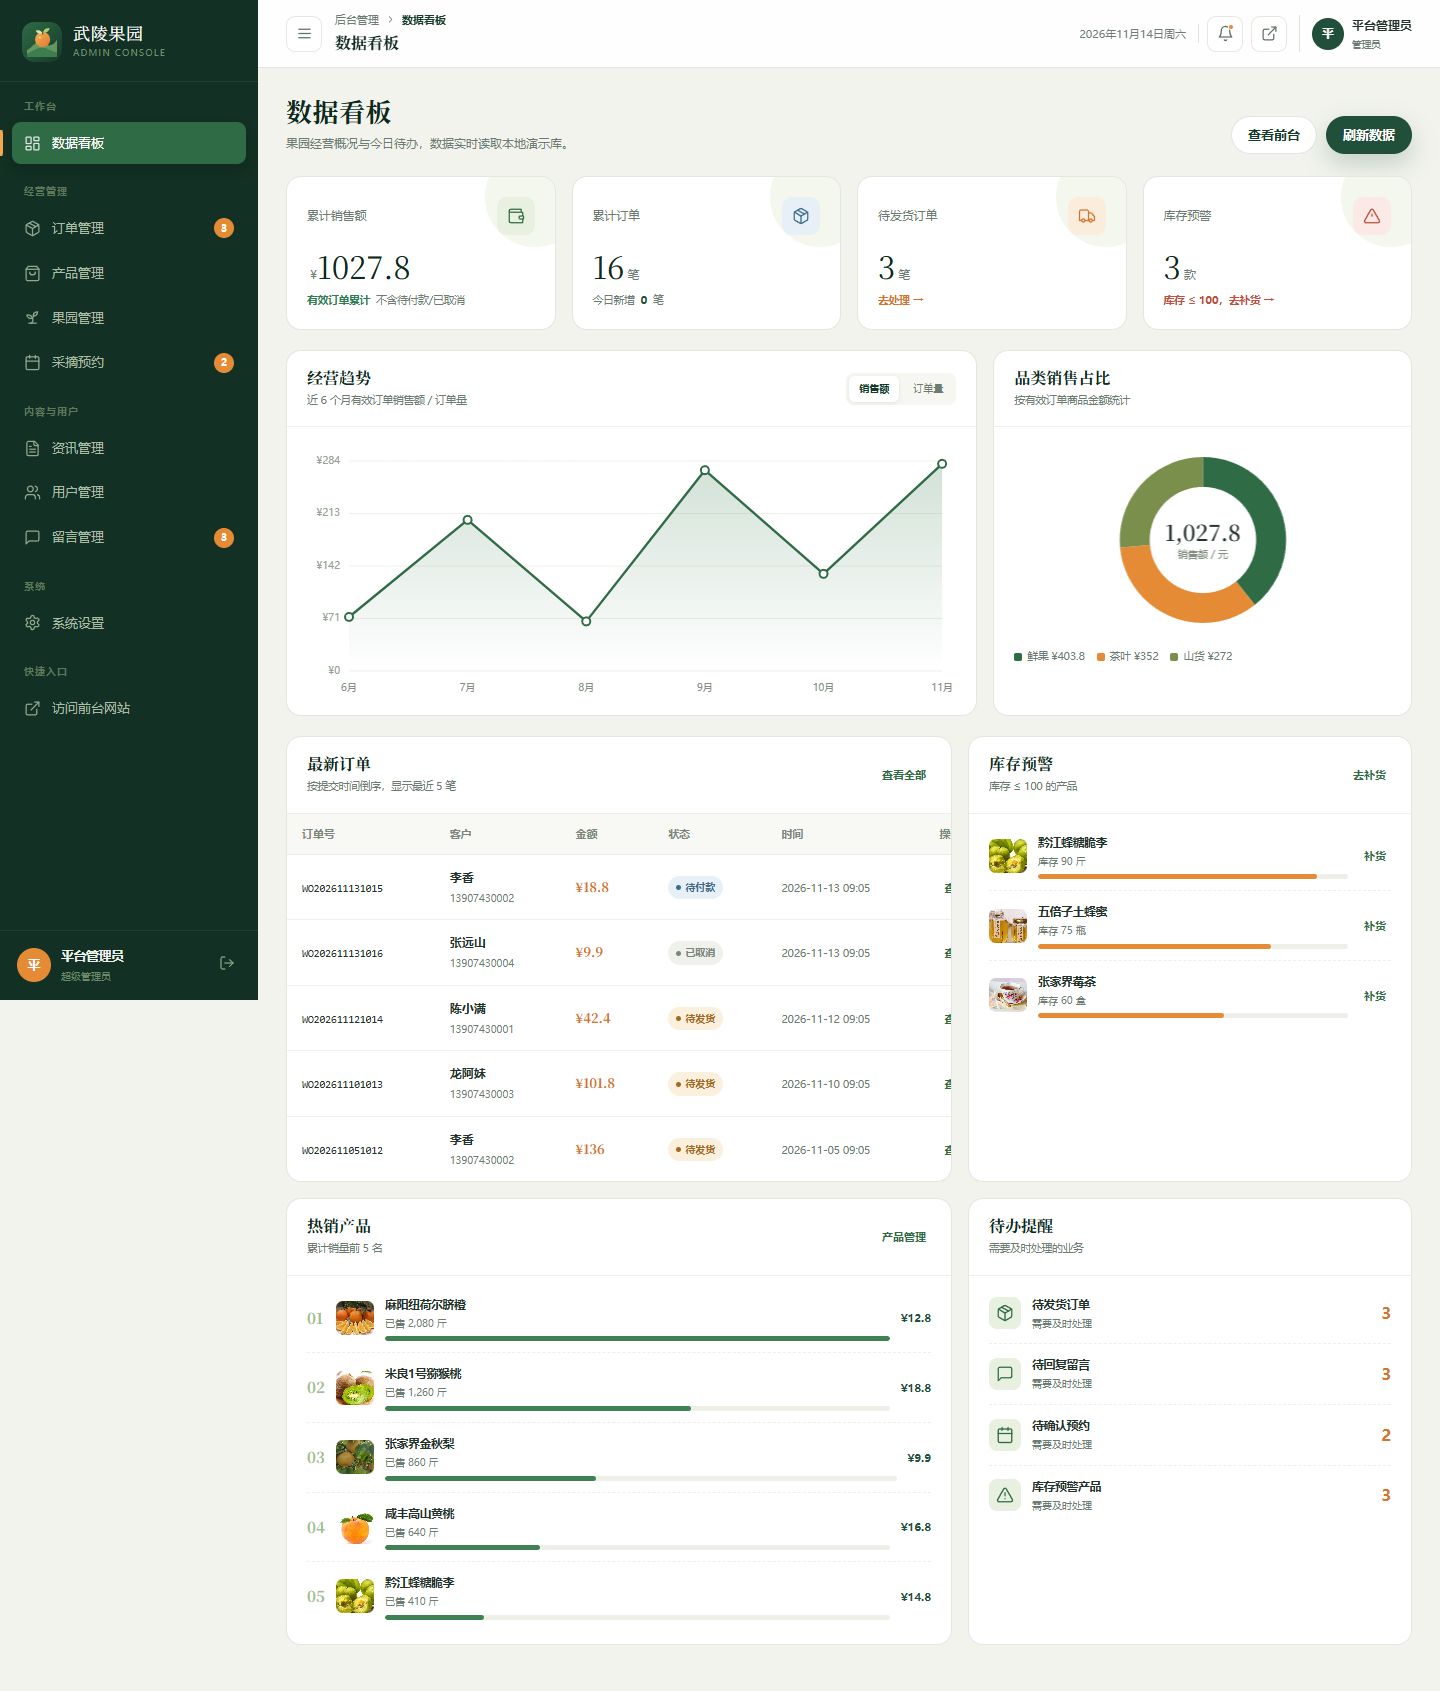 武陵果园
ADMIN CONSOLE
工作台
数据看板
经营管理
订单管理 3
产品管理
果园管理
采摘预约 2
内容与用户
资讯管理
用户管理
留言管理 3
系统
系统设置
快捷入口
访问前台网站
平 平台管理员
超级管理员
后台管理 > 数据看板
数据看板
2026年11月14日周六
平 平台管理员
管理员
数据看板
果园经营概况与今日待办，数据实时读取本地演示库。
查看前台 刷新数据
累计销售额
¥1027.8
有效订单累计 不含待付款/已取消
累计订单
16 笔
今日新增 0 笔
待发货订单
3 笔
去处理 →
库存预警
3 款
库存 ≤ 100，去补货 →
经营趋势
近 6 个月有效订单销售额 / 订单量
销售额 订单量
¥284
¥213
¥142
¥71
¥0
6月 7月 8月 9月 10月 11月
品类销售占比
按有效订单商品金额统计
1,027.8
销售额 / 元
鲜果 ¥403.8 茶叶 ¥352 山货 ¥272
最新订单
按提交时间倒序，显示最近 5 笔
查看全部
订单号 客户 金额 状态 时间 操
WO202611131015 李香 13907430002 ¥18.8 待付款 2026-11-13 09:05 查
WO202611131016 张远山 13907430004 ¥9.9 已取消 2026-11-13 09:05 查
WO202611121014 陈小满 13907430001 ¥42.4 待发货 2026-11-12 09:05 查
WO202611101013 龙阿妹 13907430003 ¥101.8 待发货 2026-11-10 09:05 查
WO202611051012 李香 13907430002 ¥136 待发货 2026-11-05 09:05 查
库存预警
库存 ≤ 100 的产品
去补货
黔江蜂糖脆李
库存 90 斤
补货
五倍子土蜂蜜
库存 75 瓶
补货
张家界莓茶
库存 60 盒
补货
热销产品
累计销量前 5 名
产品管理
01 麻阳纽荷尔脐橙
已售 2,080 斤
¥12.8
02 米良1号猕猴桃
已售 1,260 斤
¥18.8
03 张家界金秋梨
已售 860 斤
¥9.9
04 咸丰高山黄桃
已售 640 斤
¥16.8
05 黔江蜂糖脆李
已售 410 斤
¥14.8
待办提醒
需要及时处理的业务
待发货订单
需要及时处理
3
待回复留言
需要及时处理
3
待确认预约
需要及时处理
2
库存预警产品
需要及时处理
3